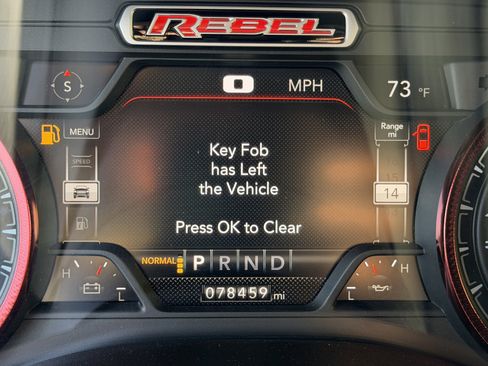 REBEL
S
0 MPH
73 °F
MENU
Range
mi
SPEED
Key Fob
has Left
the Vehicle
15
14
Press OK to Clear
NORMAL P R N D
H L
H L
078459 mi